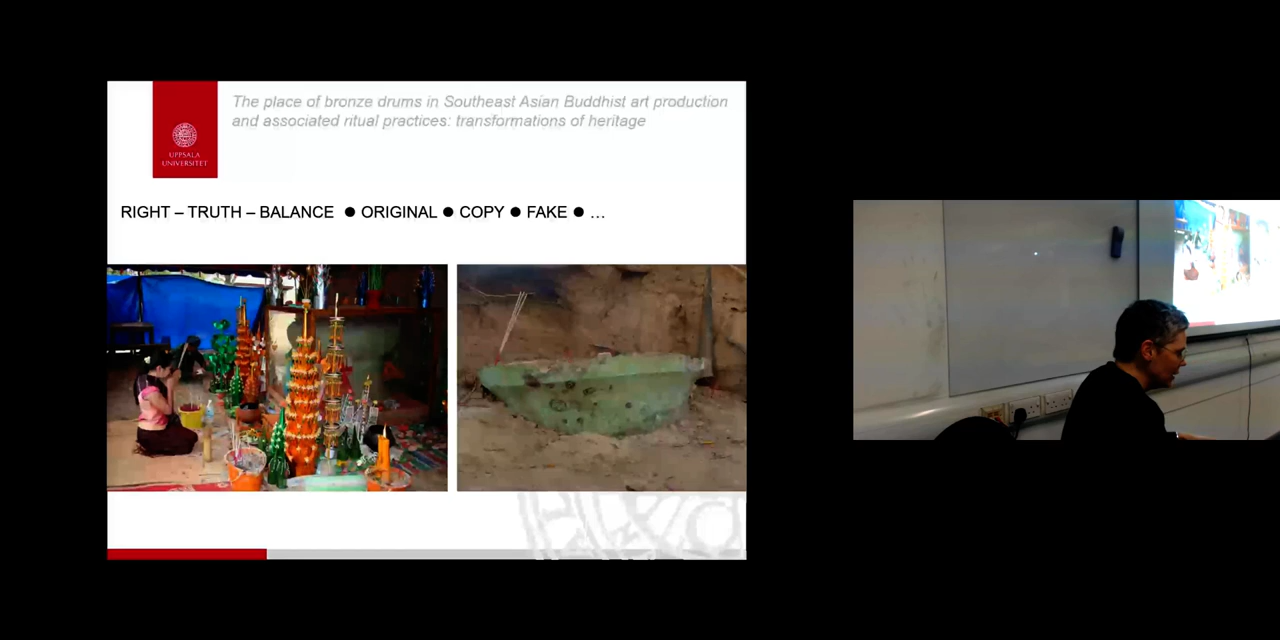 The place of bronze drums in Southeast Asian Buddhist art production
and associated ritual practices: transformations of heritage
UPPSALA
UNIVERSITET
RIGHT – TRUTH – BALANCE ● ORIGINAL ● COPY ● FAKE ● …